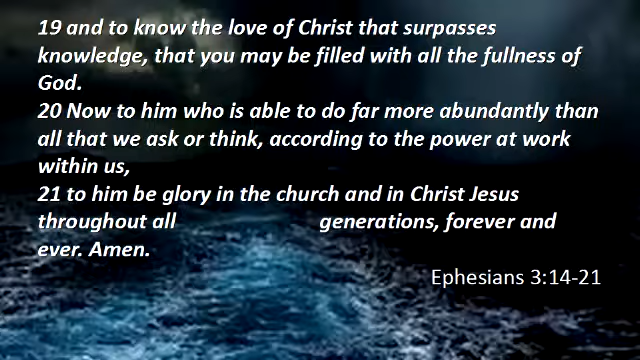 19 and to know the love of Christ that surpasses
knowledge, that you may be filled with all the fullness of
God.
20 Now to him who is able to do far more abundantly than
all that we ask or think, according to the power at work
within us,
21 to him be glory in the church and in Christ Jesus
throughout all generations, forever and
ever. Amen.
Ephesians 3:14-21